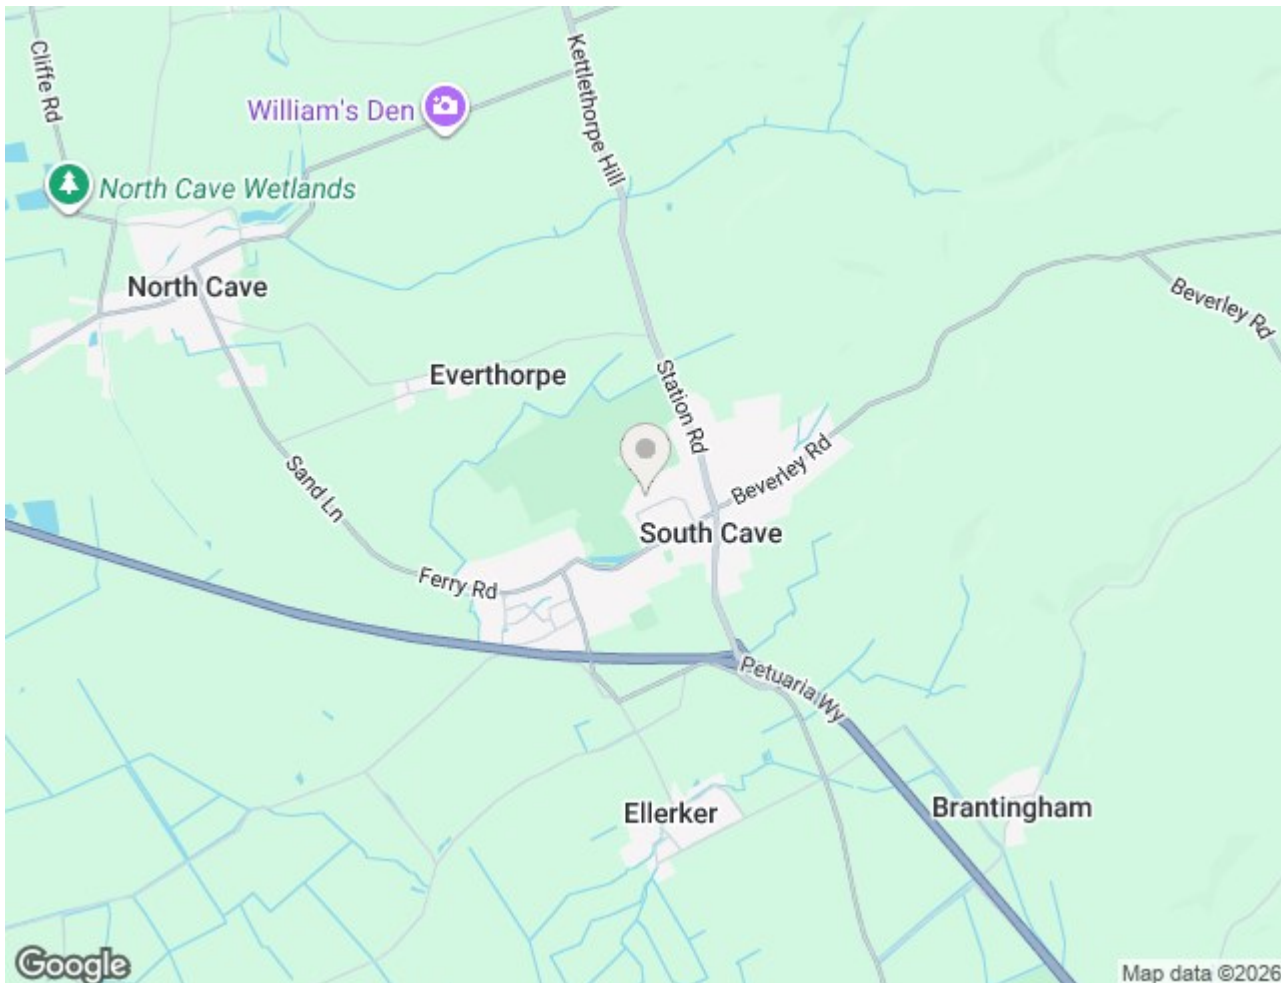 Cliffe Rd
Kettlethorpe Hill
William's Den
North Cave Wetlands
North Cave
Beverley Rd
Everthorpe
Station Rd
Beverley Rd
Sand Ln
South Cave
Ferry Rd
Petuaria Wy
Ellerker
Brantingham
Google
Map data ©2026